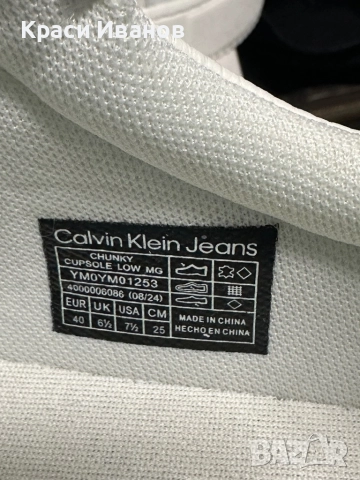 Краси Иванов
Calvin Klein Jeans
CHUNKY
CUPSOLE LOW MG
YM0YM01253
4000006086 (08/24)
EUR UK USA CM
40 6½ 7½ 25
MADE IN CHINA
HECHO EN CHINA
BAZAR